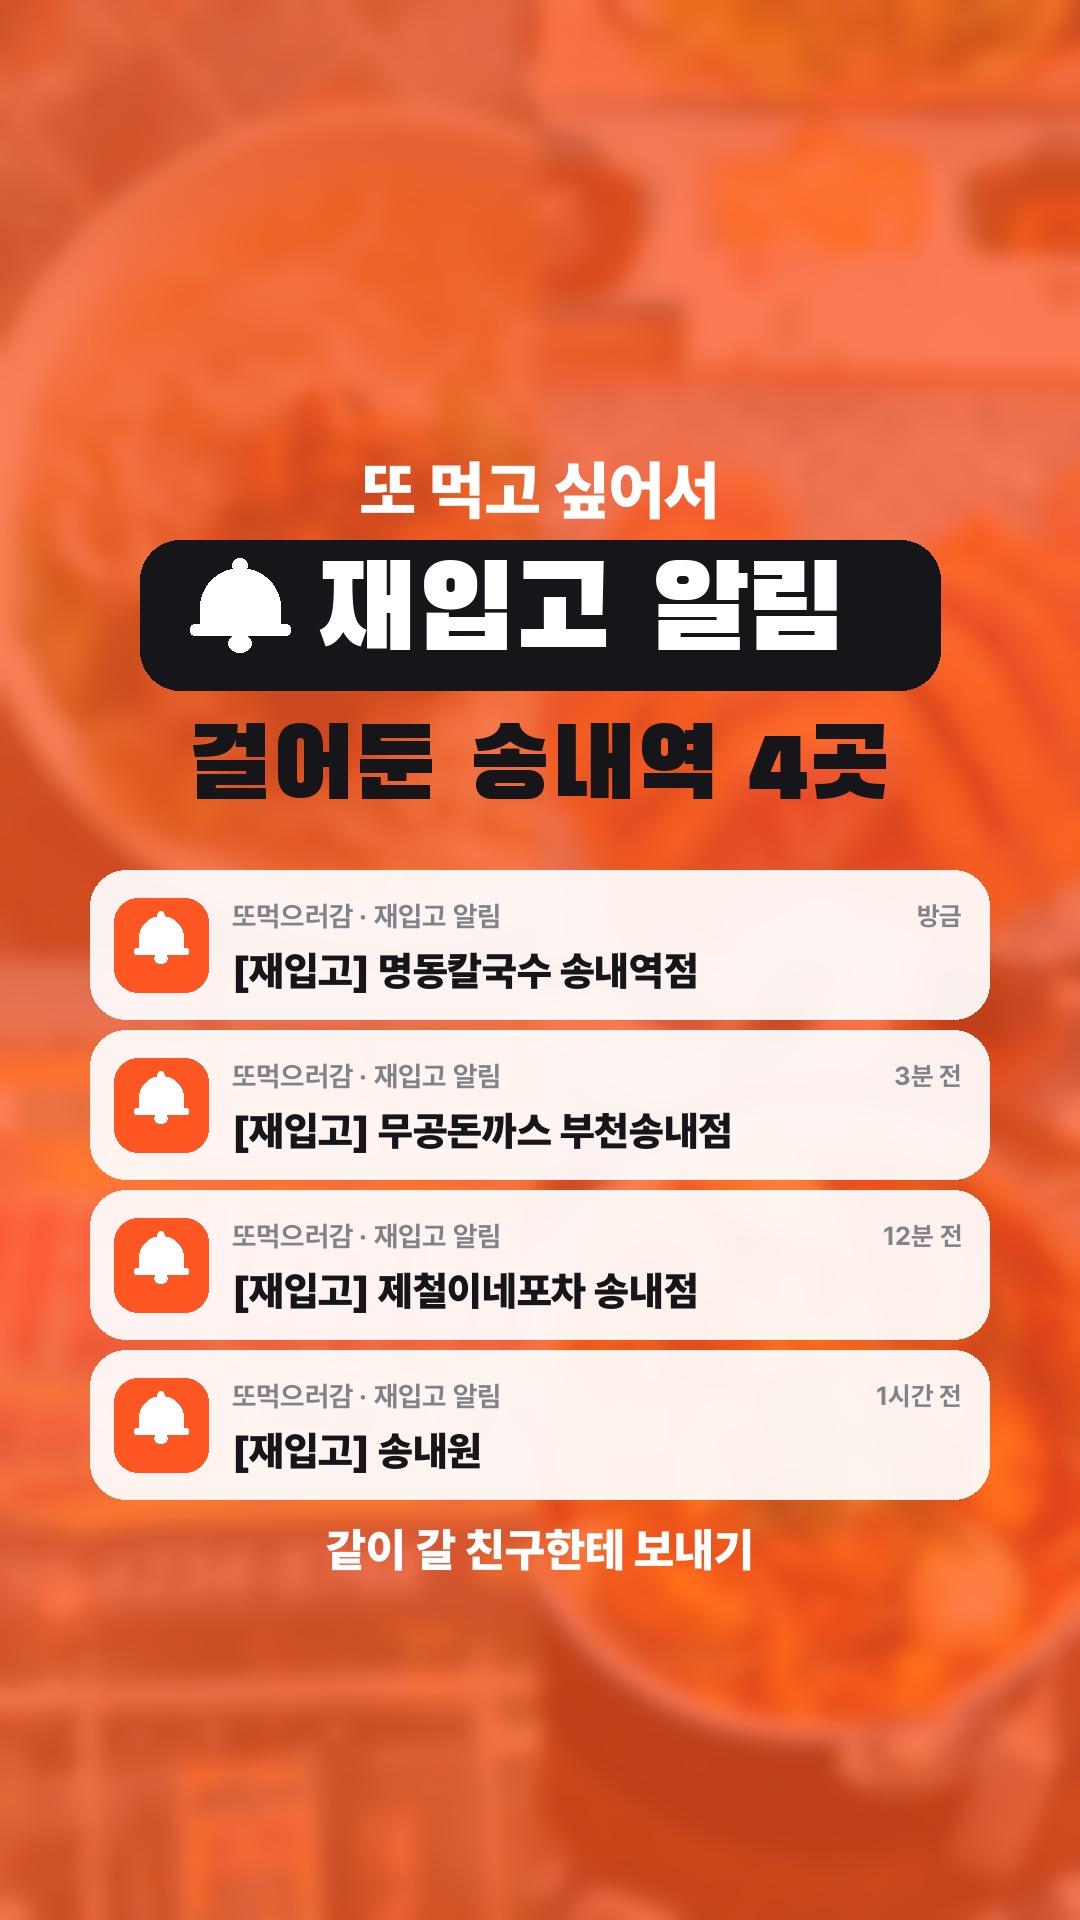 또 먹고 싶어서
재입고 알림
걸어둔 송내역 4곳
또먹으러감 · 재입고 알림
방금
[재입고] 명동칼국수 송내역점
또먹으러감 · 재입고 알림
3분 전
[재입고] 무공돈까스 부천송내점
또먹으러감 · 재입고 알림
12분 전
[재입고] 제철이네포차 송내점
또먹으러감 · 재입고 알림
1시간 전
[재입고] 송내원
같이 갈 친구한테 보내기